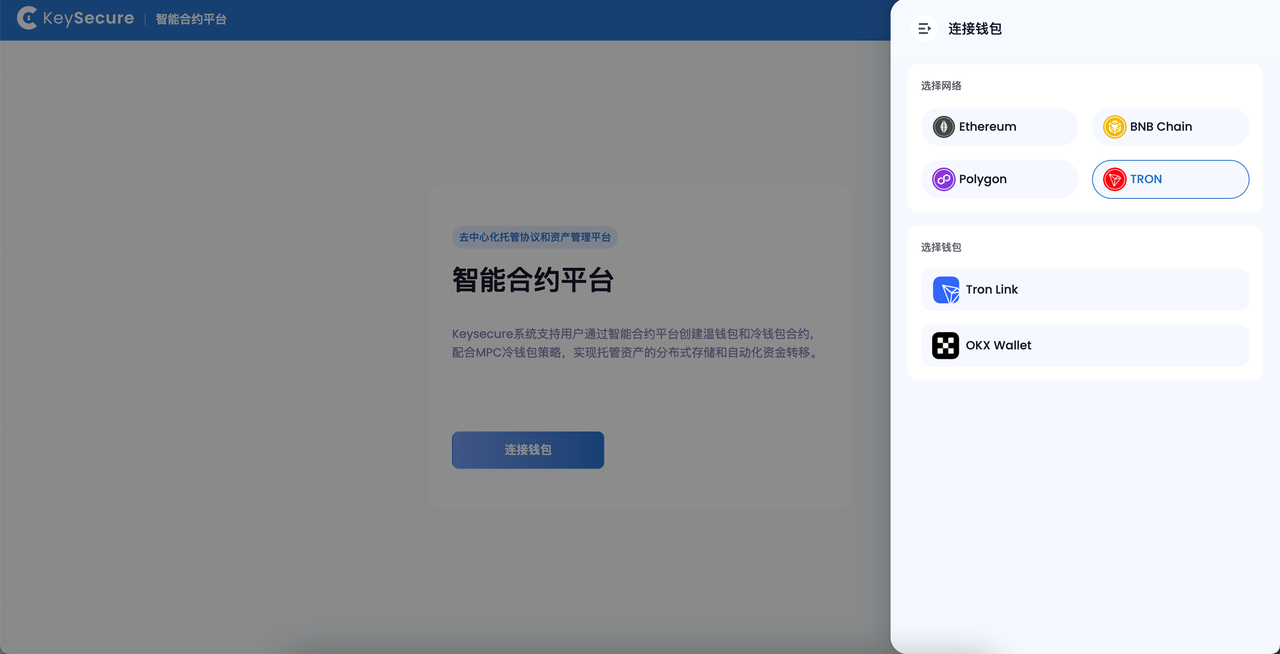 KeySecure | 智能合约平台
去中心化托管协议和资产管理平台
智能合约平台
Keysecure系统支持用户通过智能合约平台创建温钱包和冷钱包合约,
配合MPC冷钱包策略，实现托管资产的分布式存储和自动化资金转移。
连接钱包
连接钱包
选择网络
Ethereum
BNB Chain
Polygon
TRON
选择钱包
Tron Link
OKX Wallet